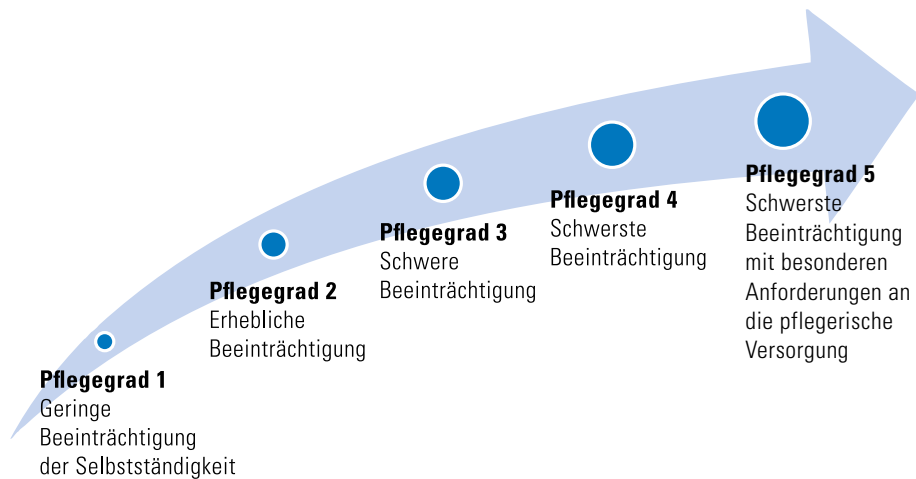 Pflegegrad 1
Geringe
Beeinträchtigung
der Selbstständigkeit
Pflegegrad 2
Erhebliche
Beeinträchtigung
Pflegegrad 3
Schwere
Beeinträchtigung
Pflegegrad 4
Schwerste
Beeinträchtigung
Pflegegrad 5
Schwerste
Beeinträchtigung
mit besonderen
Anforderungen an
die pflegerische
Versorgung